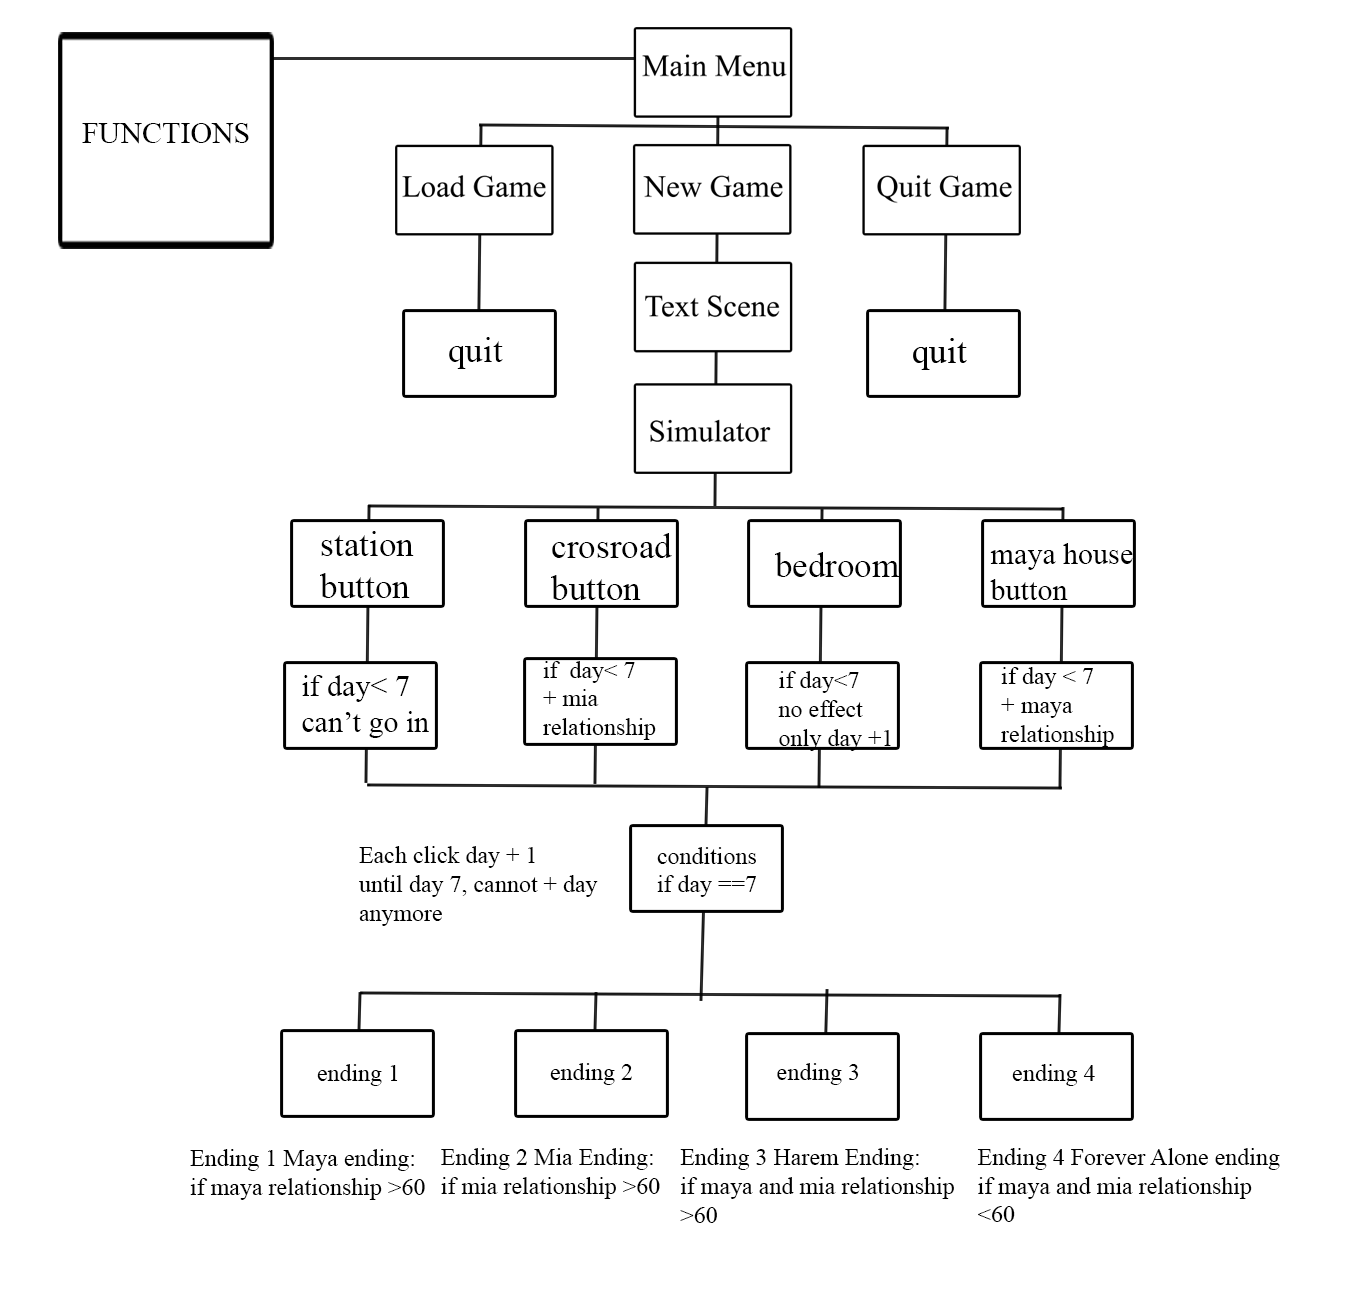 FUNCTIONS
Main Menu
Load Game
New Game
Quit Game
quit
Text Scene
quit
Simulator
station
button
crosroad
button
bedroom
maya house
button
if day< 7
can't go in
if  day< 7
+ mia
relationship
if day<7
no effect
only day +1
if day < 7
+ maya
relationship
Each click day + 1
until day 7, cannot + day
anymore
conditions
if day ==7
ending 1
ending 2
ending 3
ending 4
Ending 1 Maya ending:
if maya relationship >60
Ending 2 Mia Ending:
if mia relationship >60
Ending 3 Harem Ending:
if maya and mia relationship
>60
Ending 4 Forever Alone ending
if maya and mia relationship
<60